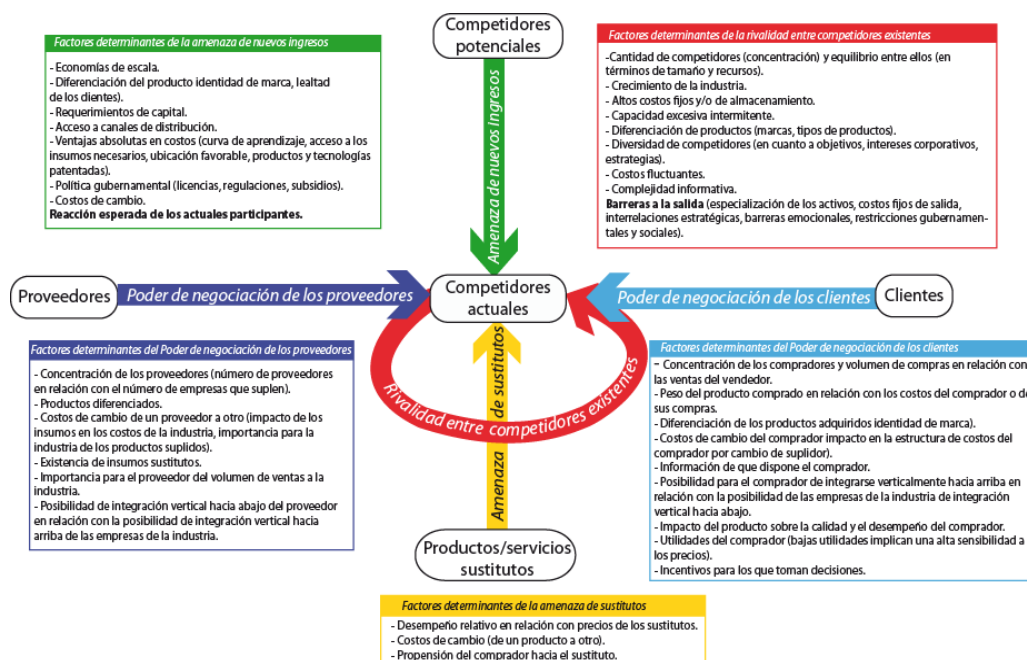 Competidores
potenciales
Factores determinantes de la amenaza de nuevos ingresos
- Economías de escala.
- Diferenciación del producto identidad de marca, lealtad
de los clientes).
- Requerimientos de capital.
- Acceso a canales de distribución.
- Ventajas absolutas en costos (curva de aprendizaje, acceso a los
insumos necesarios, ubicación favorable, productos y tecnologías
patentadas).
- Política gubernamental (licencias, regulaciones, subsidios).
- Costos de cambio.
Reacción esperada de los actuales participantes.
Amenaza de nuevos ingresos
Factores determinantes de la rivalidad entre competidores existentes
-Cantidad de competidores (concentración) y equilibrio entre ellos (en
términos de tamaño y recursos).
- Crecimiento de la industria.
- Altos costos fijos y/o de almacenamiento.
- Capacidad excesiva intermitente.
- Diferenciación de productos (marcas, tipos de productos).
- Diversidad de competidores (en cuanto a objetivos, intereses corporativos,
estrategias).
- Costos fluctuantes.
- Complejidad informativa.
Barreras a la salida (especialización de los activos, costos fijos de salida,
interrelaciones estratégicas, barreras emocionales, restricciones gubernamen-
tales y sociales).
Proveedores
Poder de negociación de los proveedores
Competidores
actuales
Poder de negociación de los clientes
Clientes
Factores determinantes del Poder de negociación de los proveedores
- Concentración de los proveedores (número de proveedores
en relación con el número de empresas que suplen).
- Productos diferenciados.
- Costos de cambio de un proveedor a otro (impacto de los
insumos en los costos de la industria, importancia para la
industria de los productos suplidos).
- Existencia de insumos sustitutos.
- Importancia para el proveedor del volumen de ventas a la
industria.
- Posibilidad de integración vertical hacia abajo del proveedor
en relación con la posibilidad de integración vertical hacia
arriba de las empresas de la industria.
Rivalidad entre competidores existentes
Amenaza de sustitutos
Factores determinantes del Poder de negociación de los clientes
- Concentración de los compradores y volumen de compras en relación con
las ventas del vendedor.
- Peso del producto comprado en relación con los costos del comprador o de
sus compras.
- Diferenciación de los productos adquiridos identidad de marca).
- Costos de cambio del comprador impacto en la estructura de costos del
comprador por cambio de suplidor).
- Información de que dispone el comprador.
- Posibilidad para el comprador de integrarse verticalmente hacia arriba en
relación con la posibilidad de las empresas de la industria de integración
vertical hacia abajo.
- Impacto del producto sobre la calidad y el desempeño del comprador.
- Utilidades del comprador (bajas utilidades implican una alta sensibilidad a
los precios).
- Incentivos para los que toman decisiones.
Productos/servicios
sustitutos
Factores determinantes de la amenaza de sustitutos
- Desempeño relativo en relación con precios de los sustitutos.
- Costos de cambio (de un producto a otro).
- Propensión del comprador hacia el sustituto.